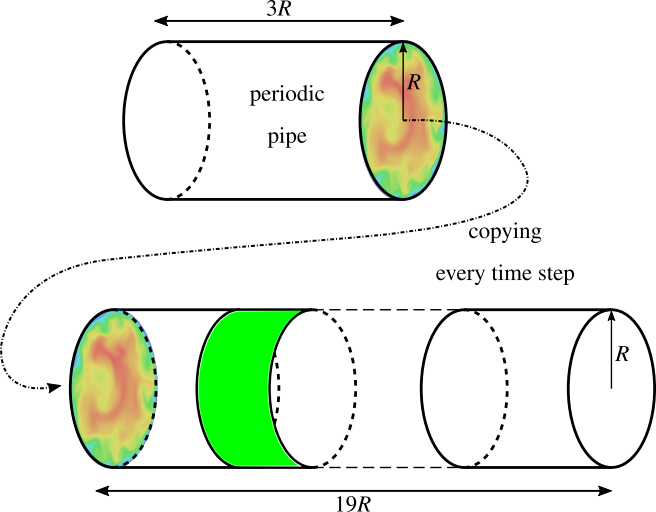 3R
R
periodic
pipe
copying
every time step
R
19R